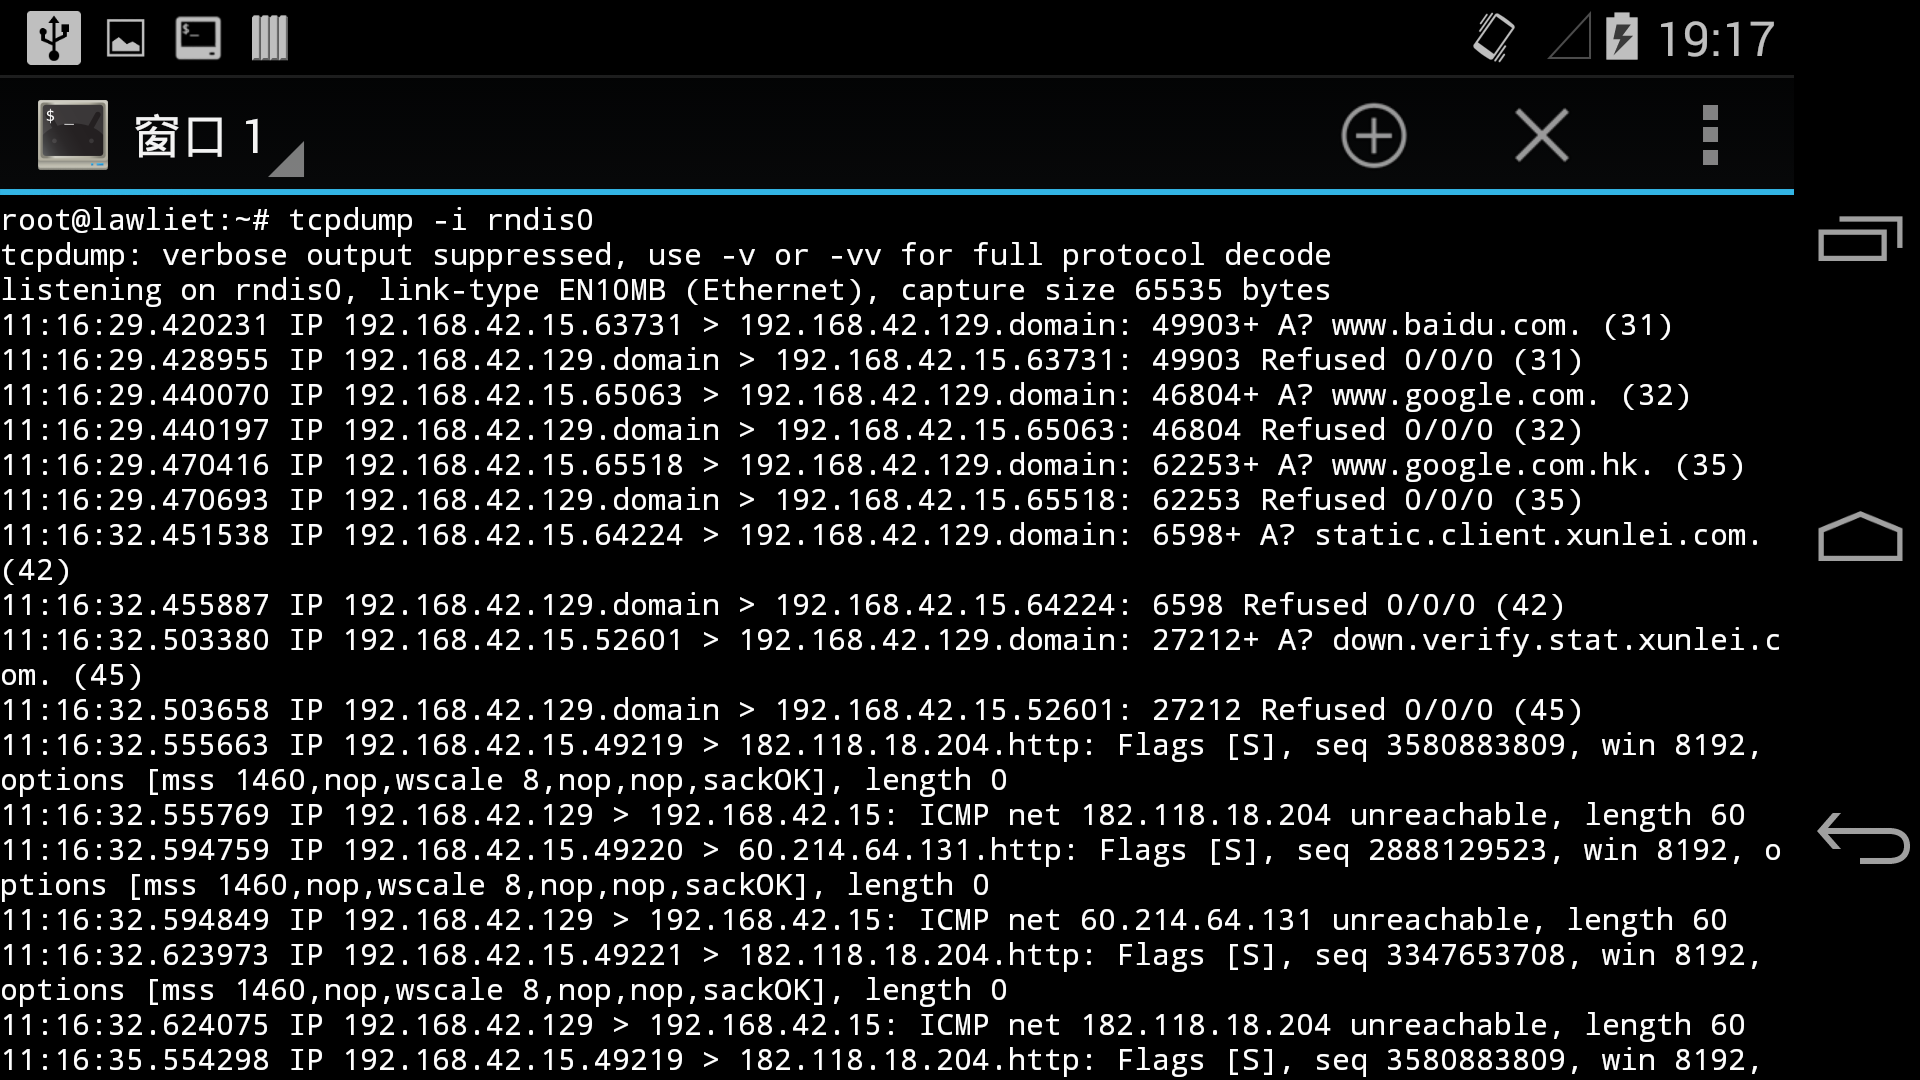 19:17
$_
$ _
窗口 1
root@lawliet:~# tcpdump -i rndis0
tcpdump: verbose output suppressed, use -v or -vv for full protocol decode
listening on rndis0, link-type EN10MB (Ethernet), capture size 65535 bytes
11:16:29.420231 IP 192.168.42.15.63731 > 192.168.42.129.domain: 49903+ A? www.baidu.com. (31)
11:16:29.428955 IP 192.168.42.129.domain > 192.168.42.15.63731: 49903 Refused 0/0/0 (31)
11:16:29.440070 IP 192.168.42.15.65063 > 192.168.42.129.domain: 46804+ A? www.google.com. (32)
11:16:29.440197 IP 192.168.42.129.domain > 192.168.42.15.65063: 46804 Refused 0/0/0 (32)
11:16:29.470416 IP 192.168.42.15.65518 > 192.168.42.129.domain: 62253+ A? www.google.com.hk. (35)
11:16:29.470693 IP 192.168.42.129.domain > 192.168.42.15.65518: 62253 Refused 0/0/0 (35)
11:16:32.451538 IP 192.168.42.15.64224 > 192.168.42.129.domain: 6598+ A? static.client.xunlei.com.
(42)
11:16:32.455887 IP 192.168.42.129.domain > 192.168.42.15.64224: 6598 Refused 0/0/0 (42)
11:16:32.503380 IP 192.168.42.15.52601 > 192.168.42.129.domain: 27212+ A? down.verify.stat.xunlei.c
om. (45)
11:16:32.503658 IP 192.168.42.129.domain > 192.168.42.15.52601: 27212 Refused 0/0/0 (45)
11:16:32.555663 IP 192.168.42.15.49219 > 182.118.18.204.http: Flags [S], seq 3580883809, win 8192,
options [mss 1460,nop,wscale 8,nop,nop,sackOK], length 0
11:16:32.555769 IP 192.168.42.129 > 192.168.42.15: ICMP net 182.118.18.204 unreachable, length 60
11:16:32.594759 IP 192.168.42.15.49220 > 60.214.64.131.http: Flags [S], seq 2888129523, win 8192, o
ptions [mss 1460,nop,wscale 8,nop,nop,sackOK], length 0
11:16:32.594849 IP 192.168.42.129 > 192.168.42.15: ICMP net 60.214.64.131 unreachable, length 60
11:16:32.623973 IP 192.168.42.15.49221 > 182.118.18.204.http: Flags [S], seq 3347653708, win 8192,
options [mss 1460,nop,wscale 8,nop,nop,sackOK], length 0
11:16:32.624075 IP 192.168.42.129 > 192.168.42.15: ICMP net 182.118.18.204 unreachable, length 60
11:16:35.554298 IP 192.168.42.15.49219 > 182.118.18.204.http: Flags [S], seq 3580883809, win 8192,